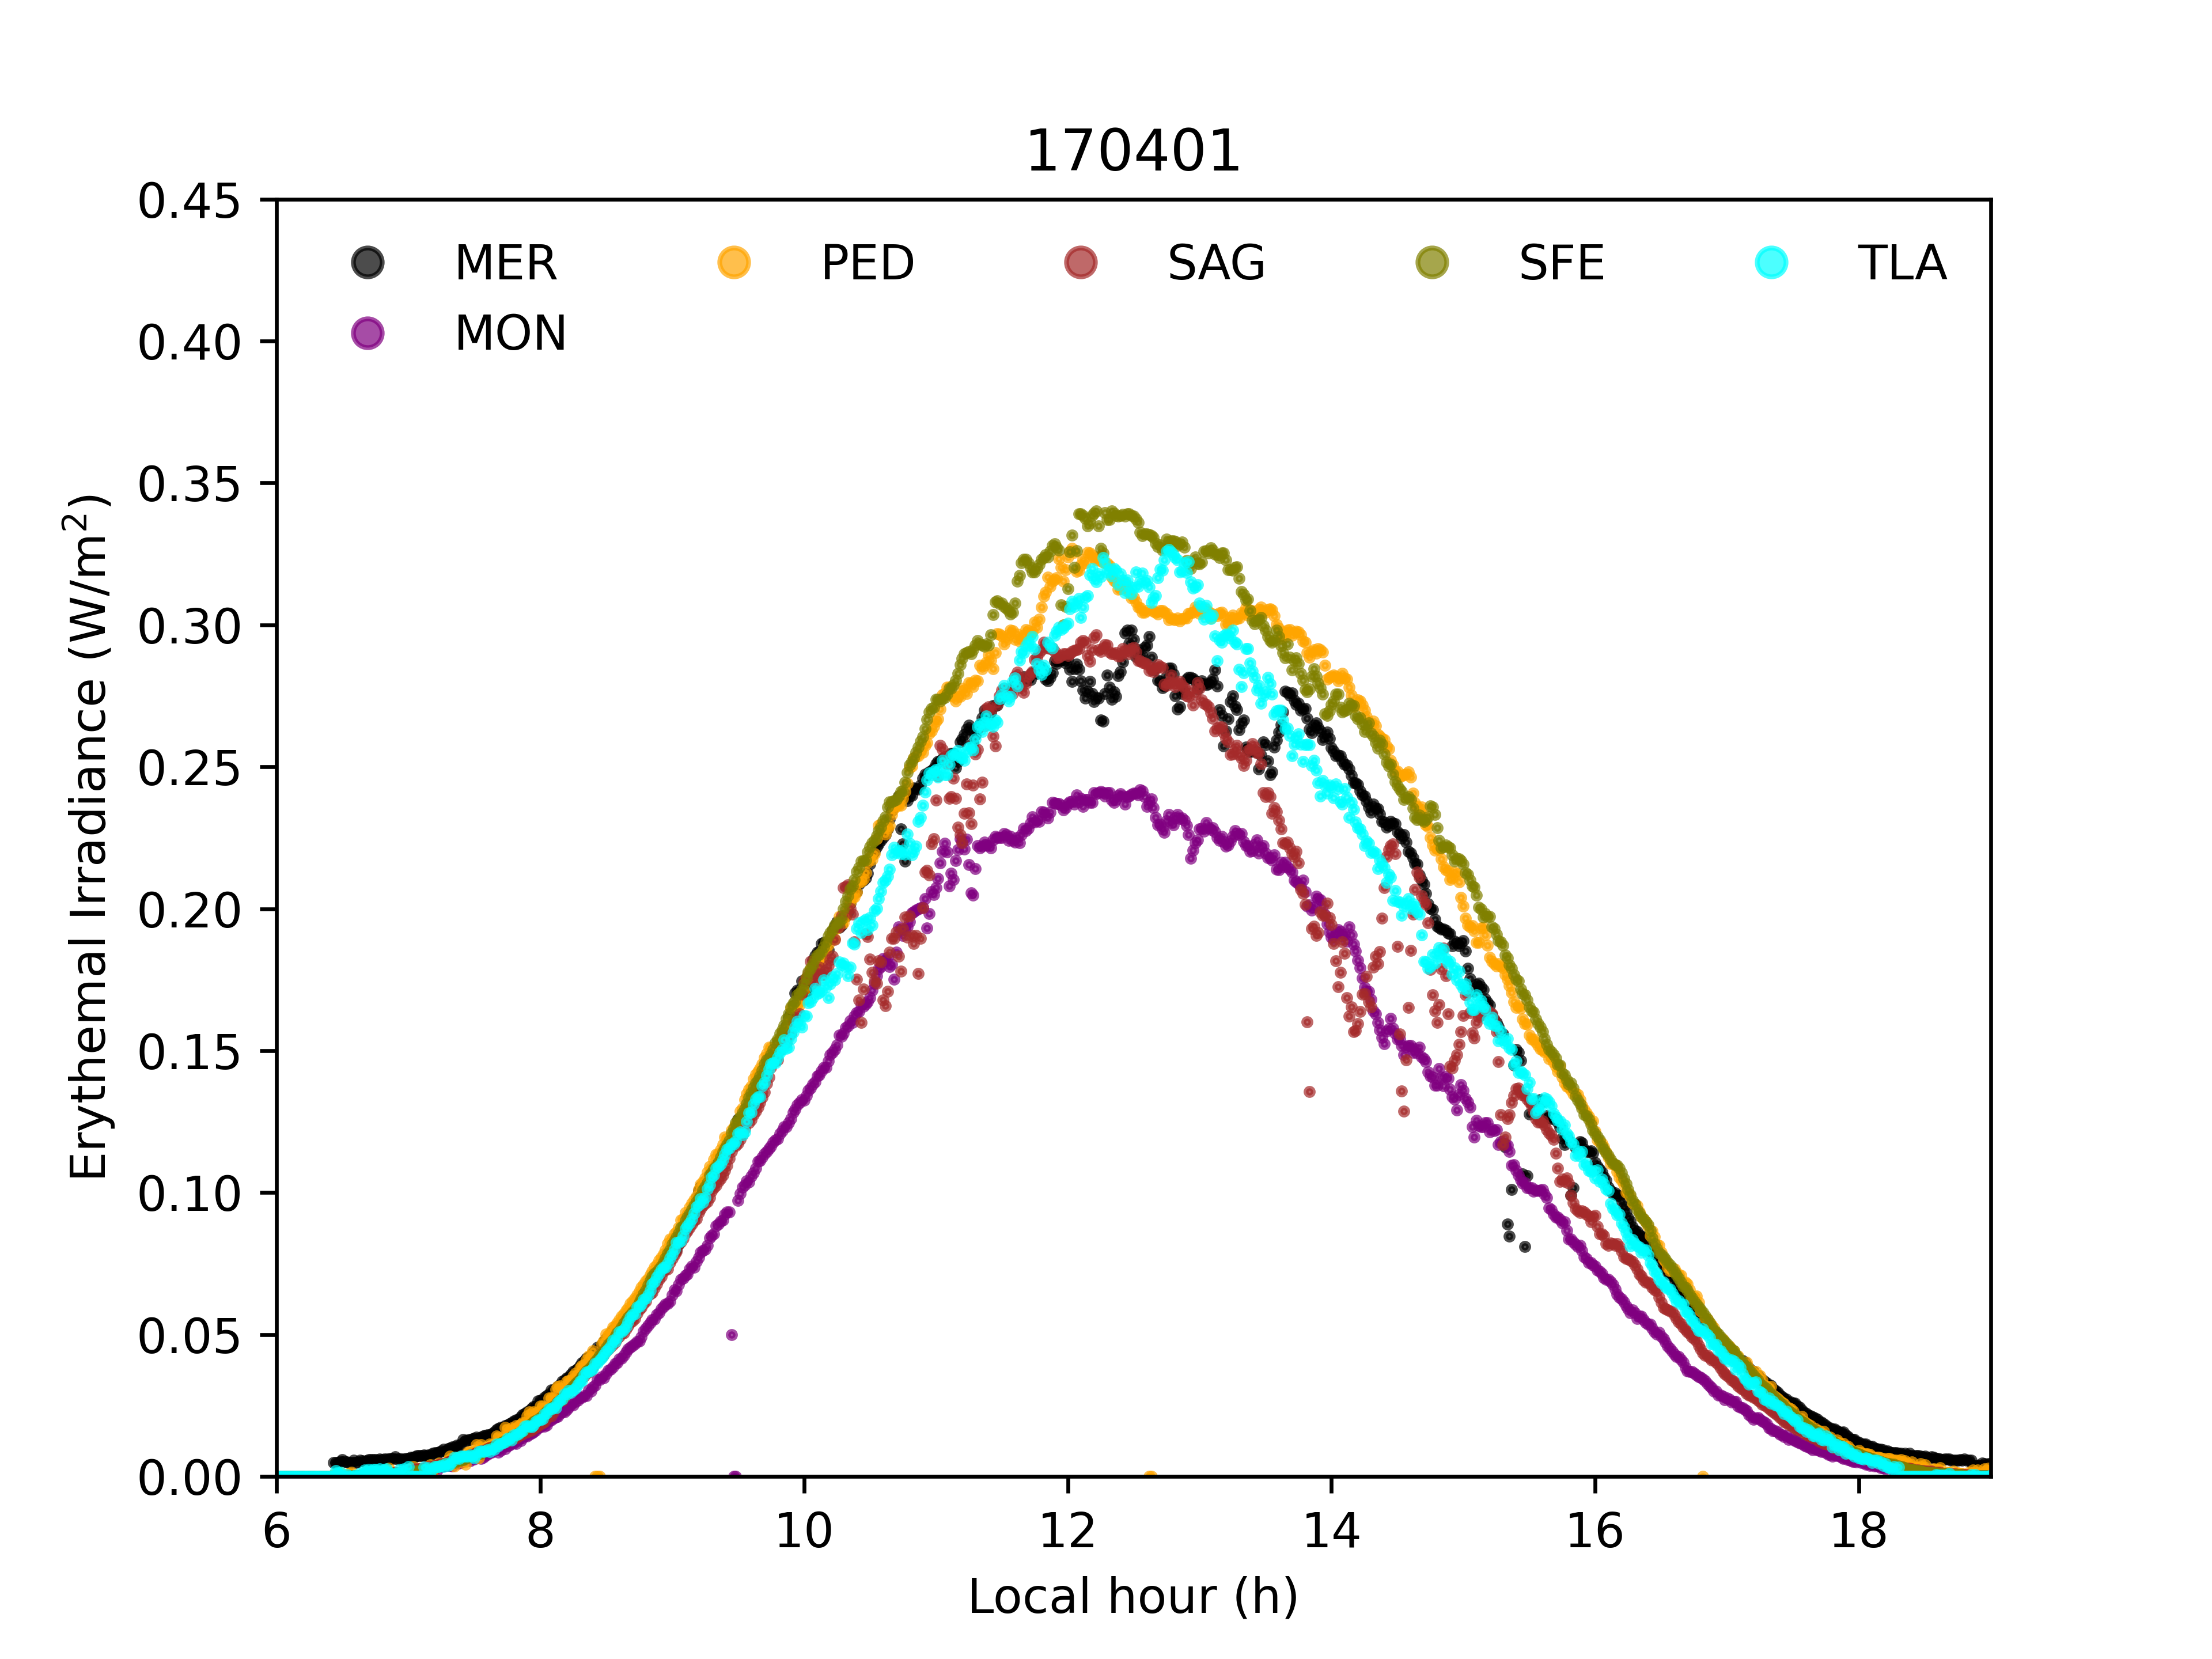 170401
0.45
0.40
0.35
0.30
0.25
0.20
0.15
0.10
0.05
0.00
Erythemal Irradiance (W/m²)
MER PED SAG SFE TLA
MON
6 8 10 12 14 16 18
Local hour (h)